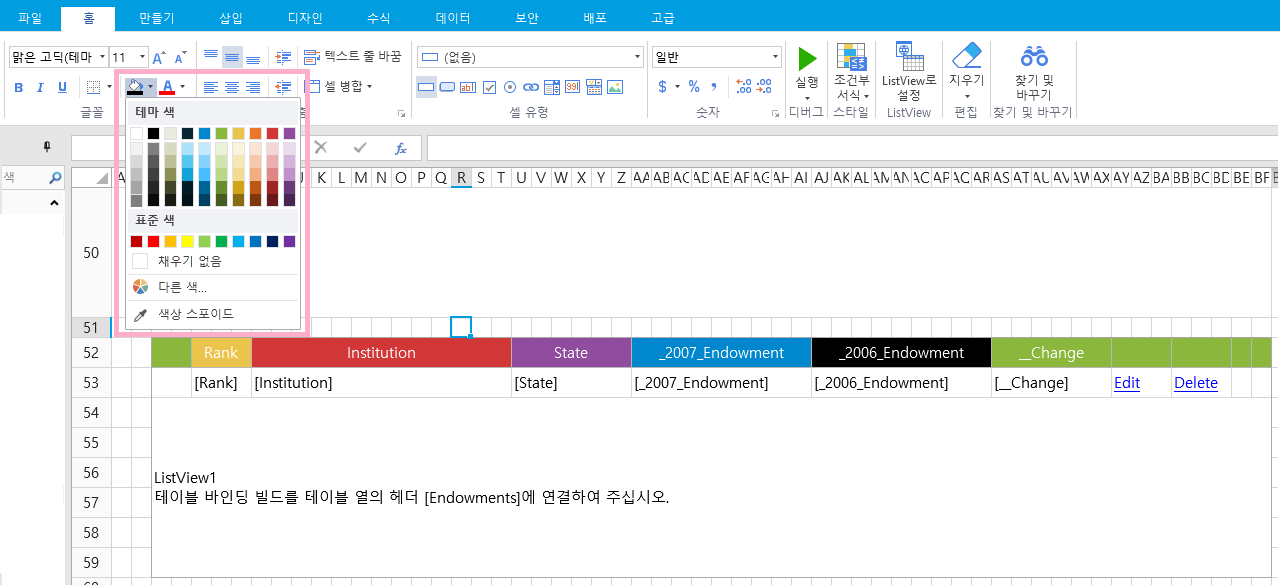 파일 홈 만들기 삽입 디자인 수식 데이터 보안 배포 고급
맑은 고딕(테마 11 A A 텍스트 줄 바꿈 (없음) 일반
B I U A 셀 병합 $ % 실행 조건부 서식 ListView로 설정 지우기 찾기 및 바꾸기
글꼴 셀 유형 숫자 디버그 스타일 ListView 편집 찾기 및 바꾸기
테마 색
fx
색
K L M N O P Q R S T U V W X Y Z AA AB AC AD AE AF AG AH AI AJ AK AL AM AN AO AP AQ AR AS AT AU AV AW AX AY AZ BA BB BC BD BE BF
표준 색
50
채우기 없음
다른 색...
색상 스포이드
51
52 Rank Institution State _2007_Endowment _2006_Endowment __Change
53 [Rank] [Institution] [State] [_2007_Endowment] [_2006_Endowment] [__Change] Edit Delete
54
55
56 ListView1
57 테이블 바인딩 빌드를 테이블 열의 헤더 [Endowments]에 연결하여 주십시오.
58
59